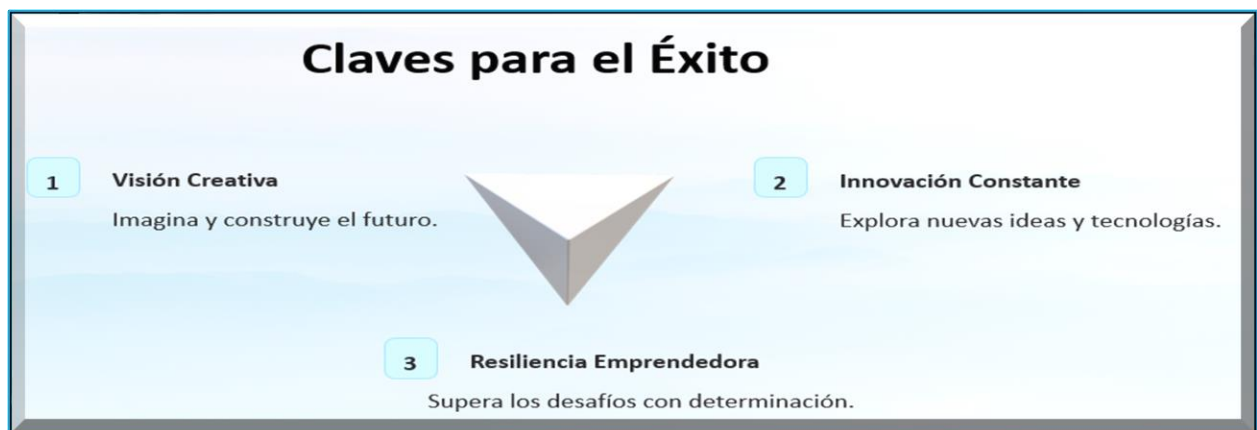 Claves para el Éxito
1 Visión Creativa
Imagina y construye el futuro.
2 Innovación Constante
Explora nuevas ideas y tecnologías.
3 Resiliencia Emprendedora
Supera los desafíos con determinación.